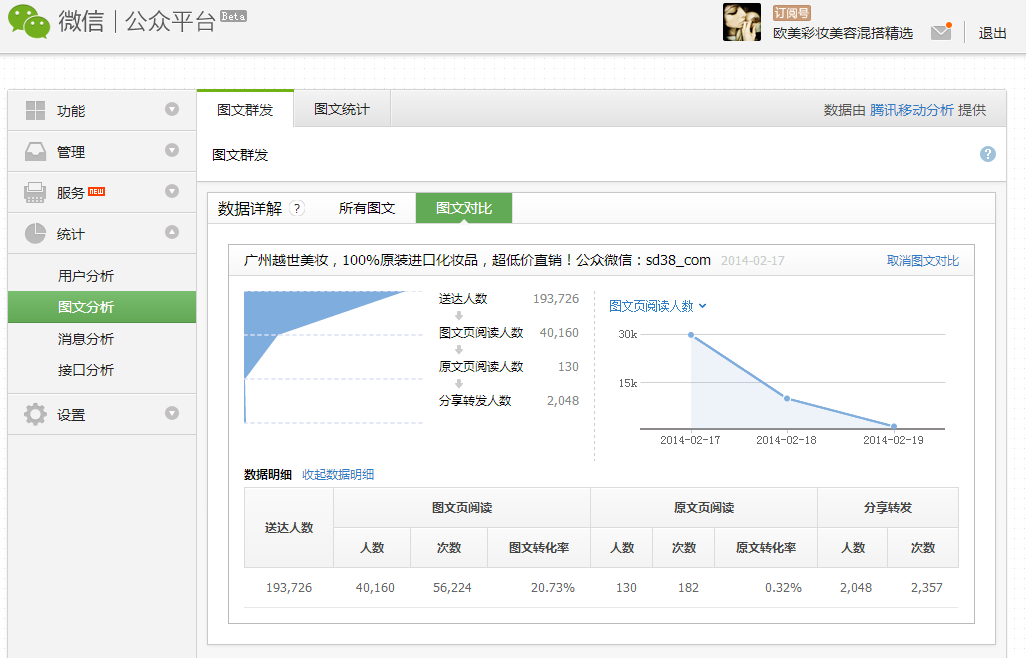 微信 | 公众平台 Beta
订阅号
欧美彩妆美容混搭精选
退出
功能
管理
服务 NEW
统计
用户分析
图文分析
消息分析
接口分析
设置
图文群发 图文统计 数据由 腾讯移动分析 提供
图文群发 ?
数据详解 ? 所有图文 图文对比
广州越世美妆，100%原装进口化妆品，超低价直销！公众微信：sd38_com 2014-02-17 取消图文对比
送达人数 193,726
图文页阅读人数 40,160
原文页阅读人数 130
分享转发人数 2,048
图文页阅读人数
30k
15k
2014-02-17 2014-02-18 2014-02-19
数据明细 收起数据明细
送达人数 图文页阅读 原文页阅读 分享转发
人数 次数 图文转化率 人数 次数 原文转化率 人数 次数
193,726 40,160 56,224 20.73% 130 182 0.32% 2,048 2,357